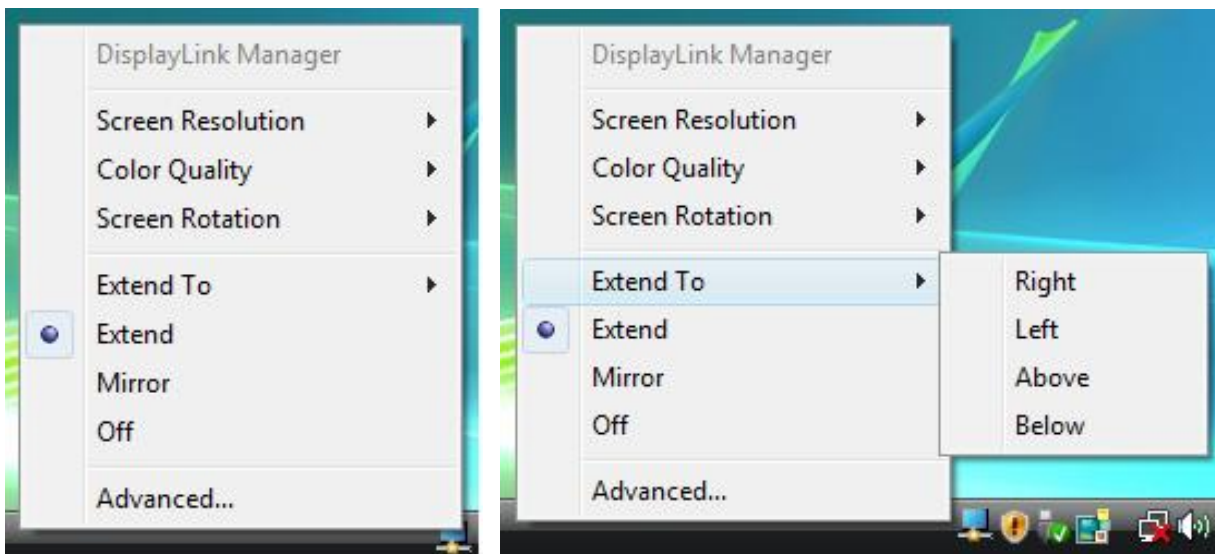 DisplayLink Manager
Screen Resolution
Color Quality
Screen Rotation
Extend To
Extend
Mirror
Off
Advanced...
DisplayLink Manager
Screen Resolution
Color Quality
Screen Rotation
Extend To
Extend
Mirror
Off
Advanced...
Right
Left
Above
Below